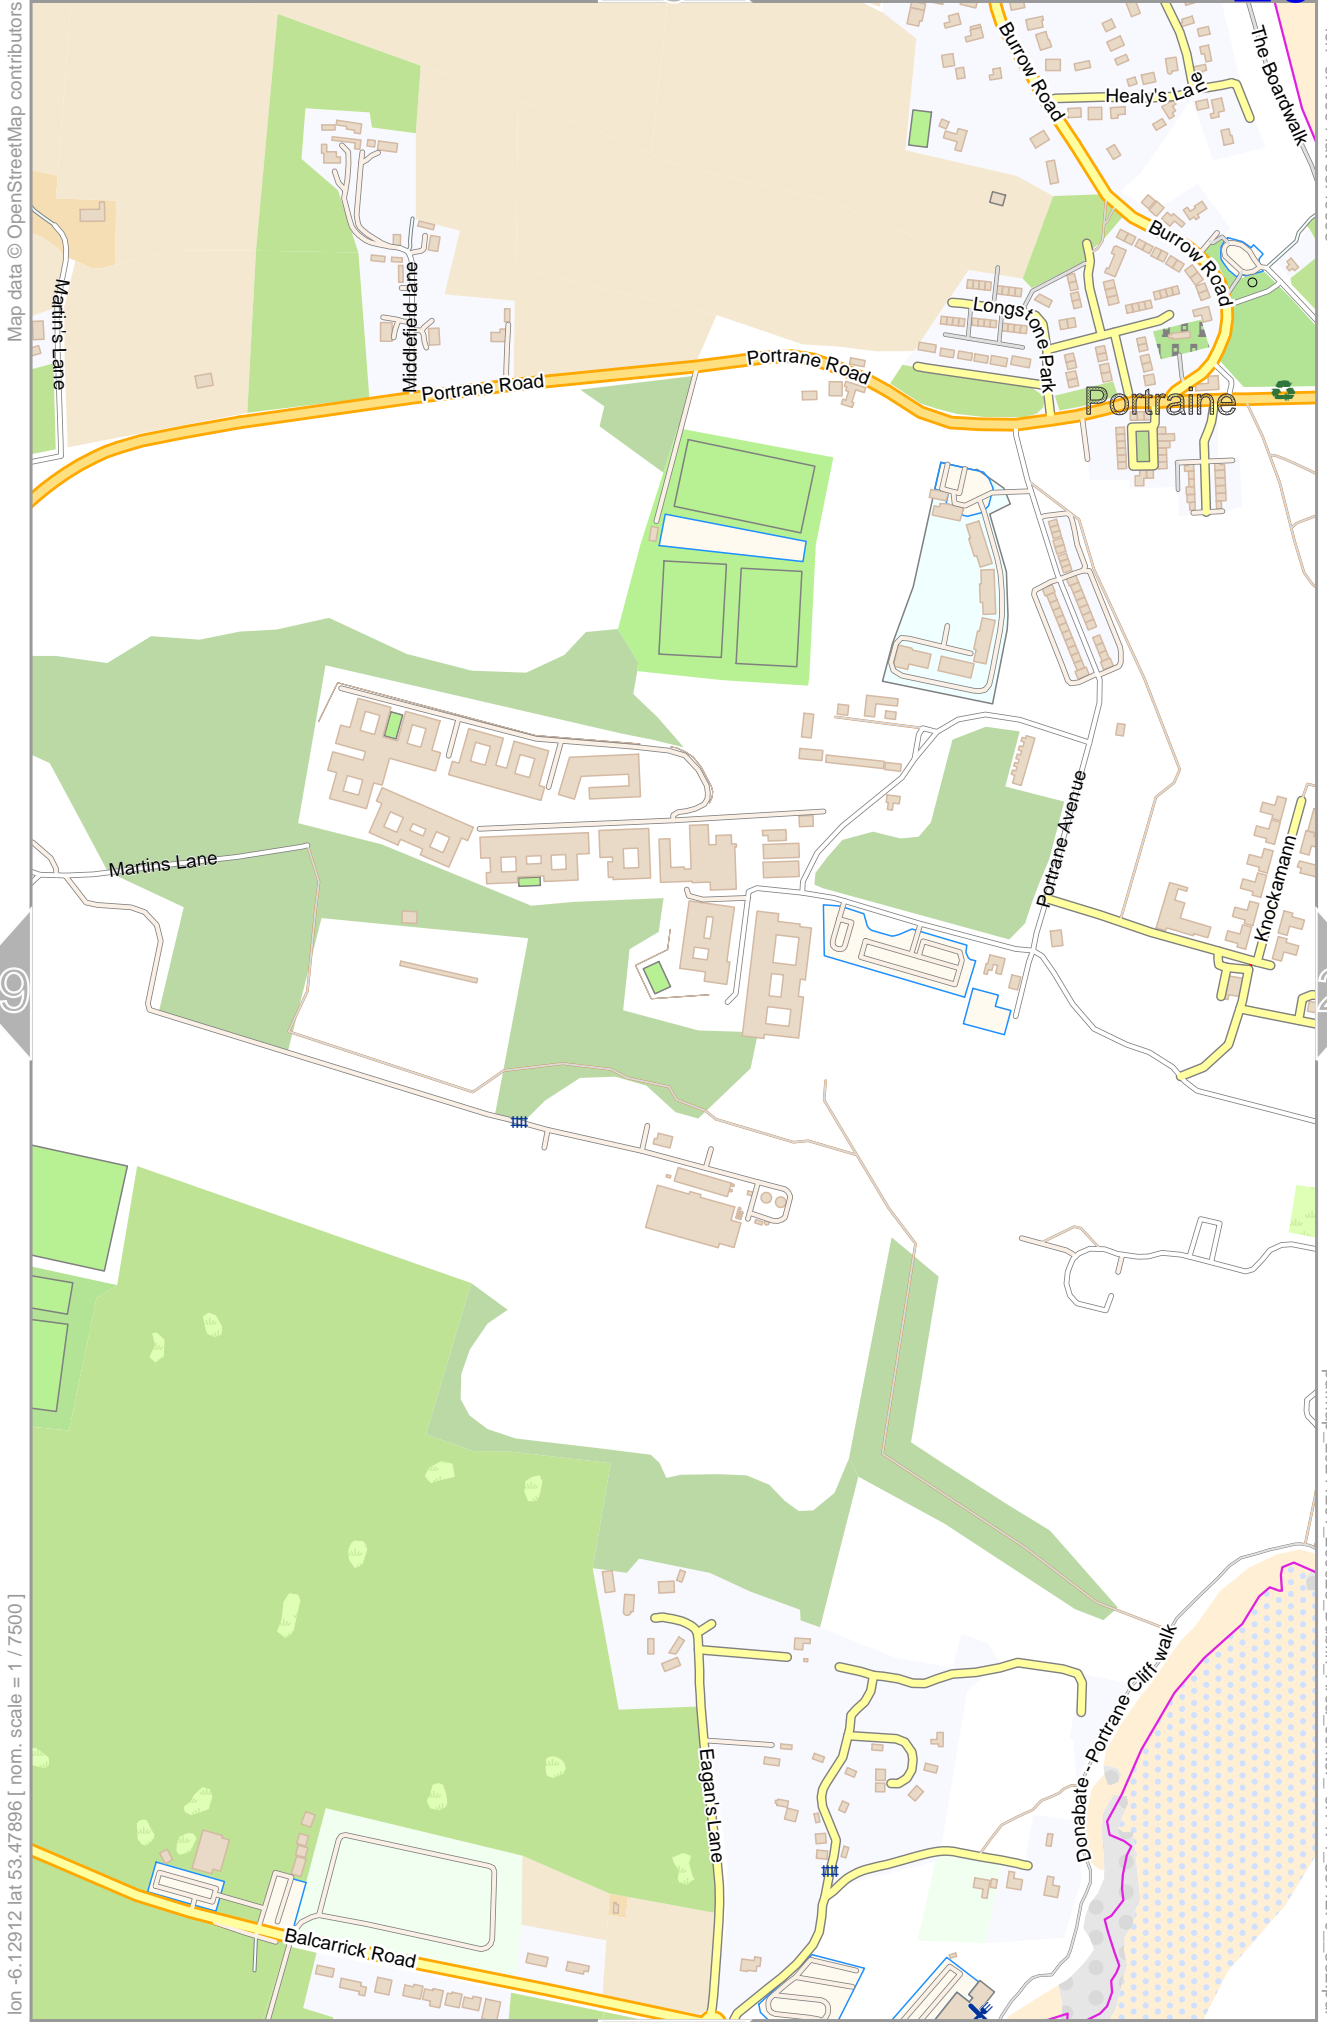 Map data © OpenStreetMap contributors
Burrow Road
Healy's Lane
The Boardwalk
Burrow Road
Martin's Lane
Middlefield lane
Longstone Park
Portrane Road
Portrane Road
Portraine
Martins Lane
Portrane Avenue
Knockamann
9
Donabate - Portrane Cliff walk
Eagan's Lane
Balcarrick Road
lon -6.12912 lat 53.47896 [ nom. scale = 1 / 7500 ]